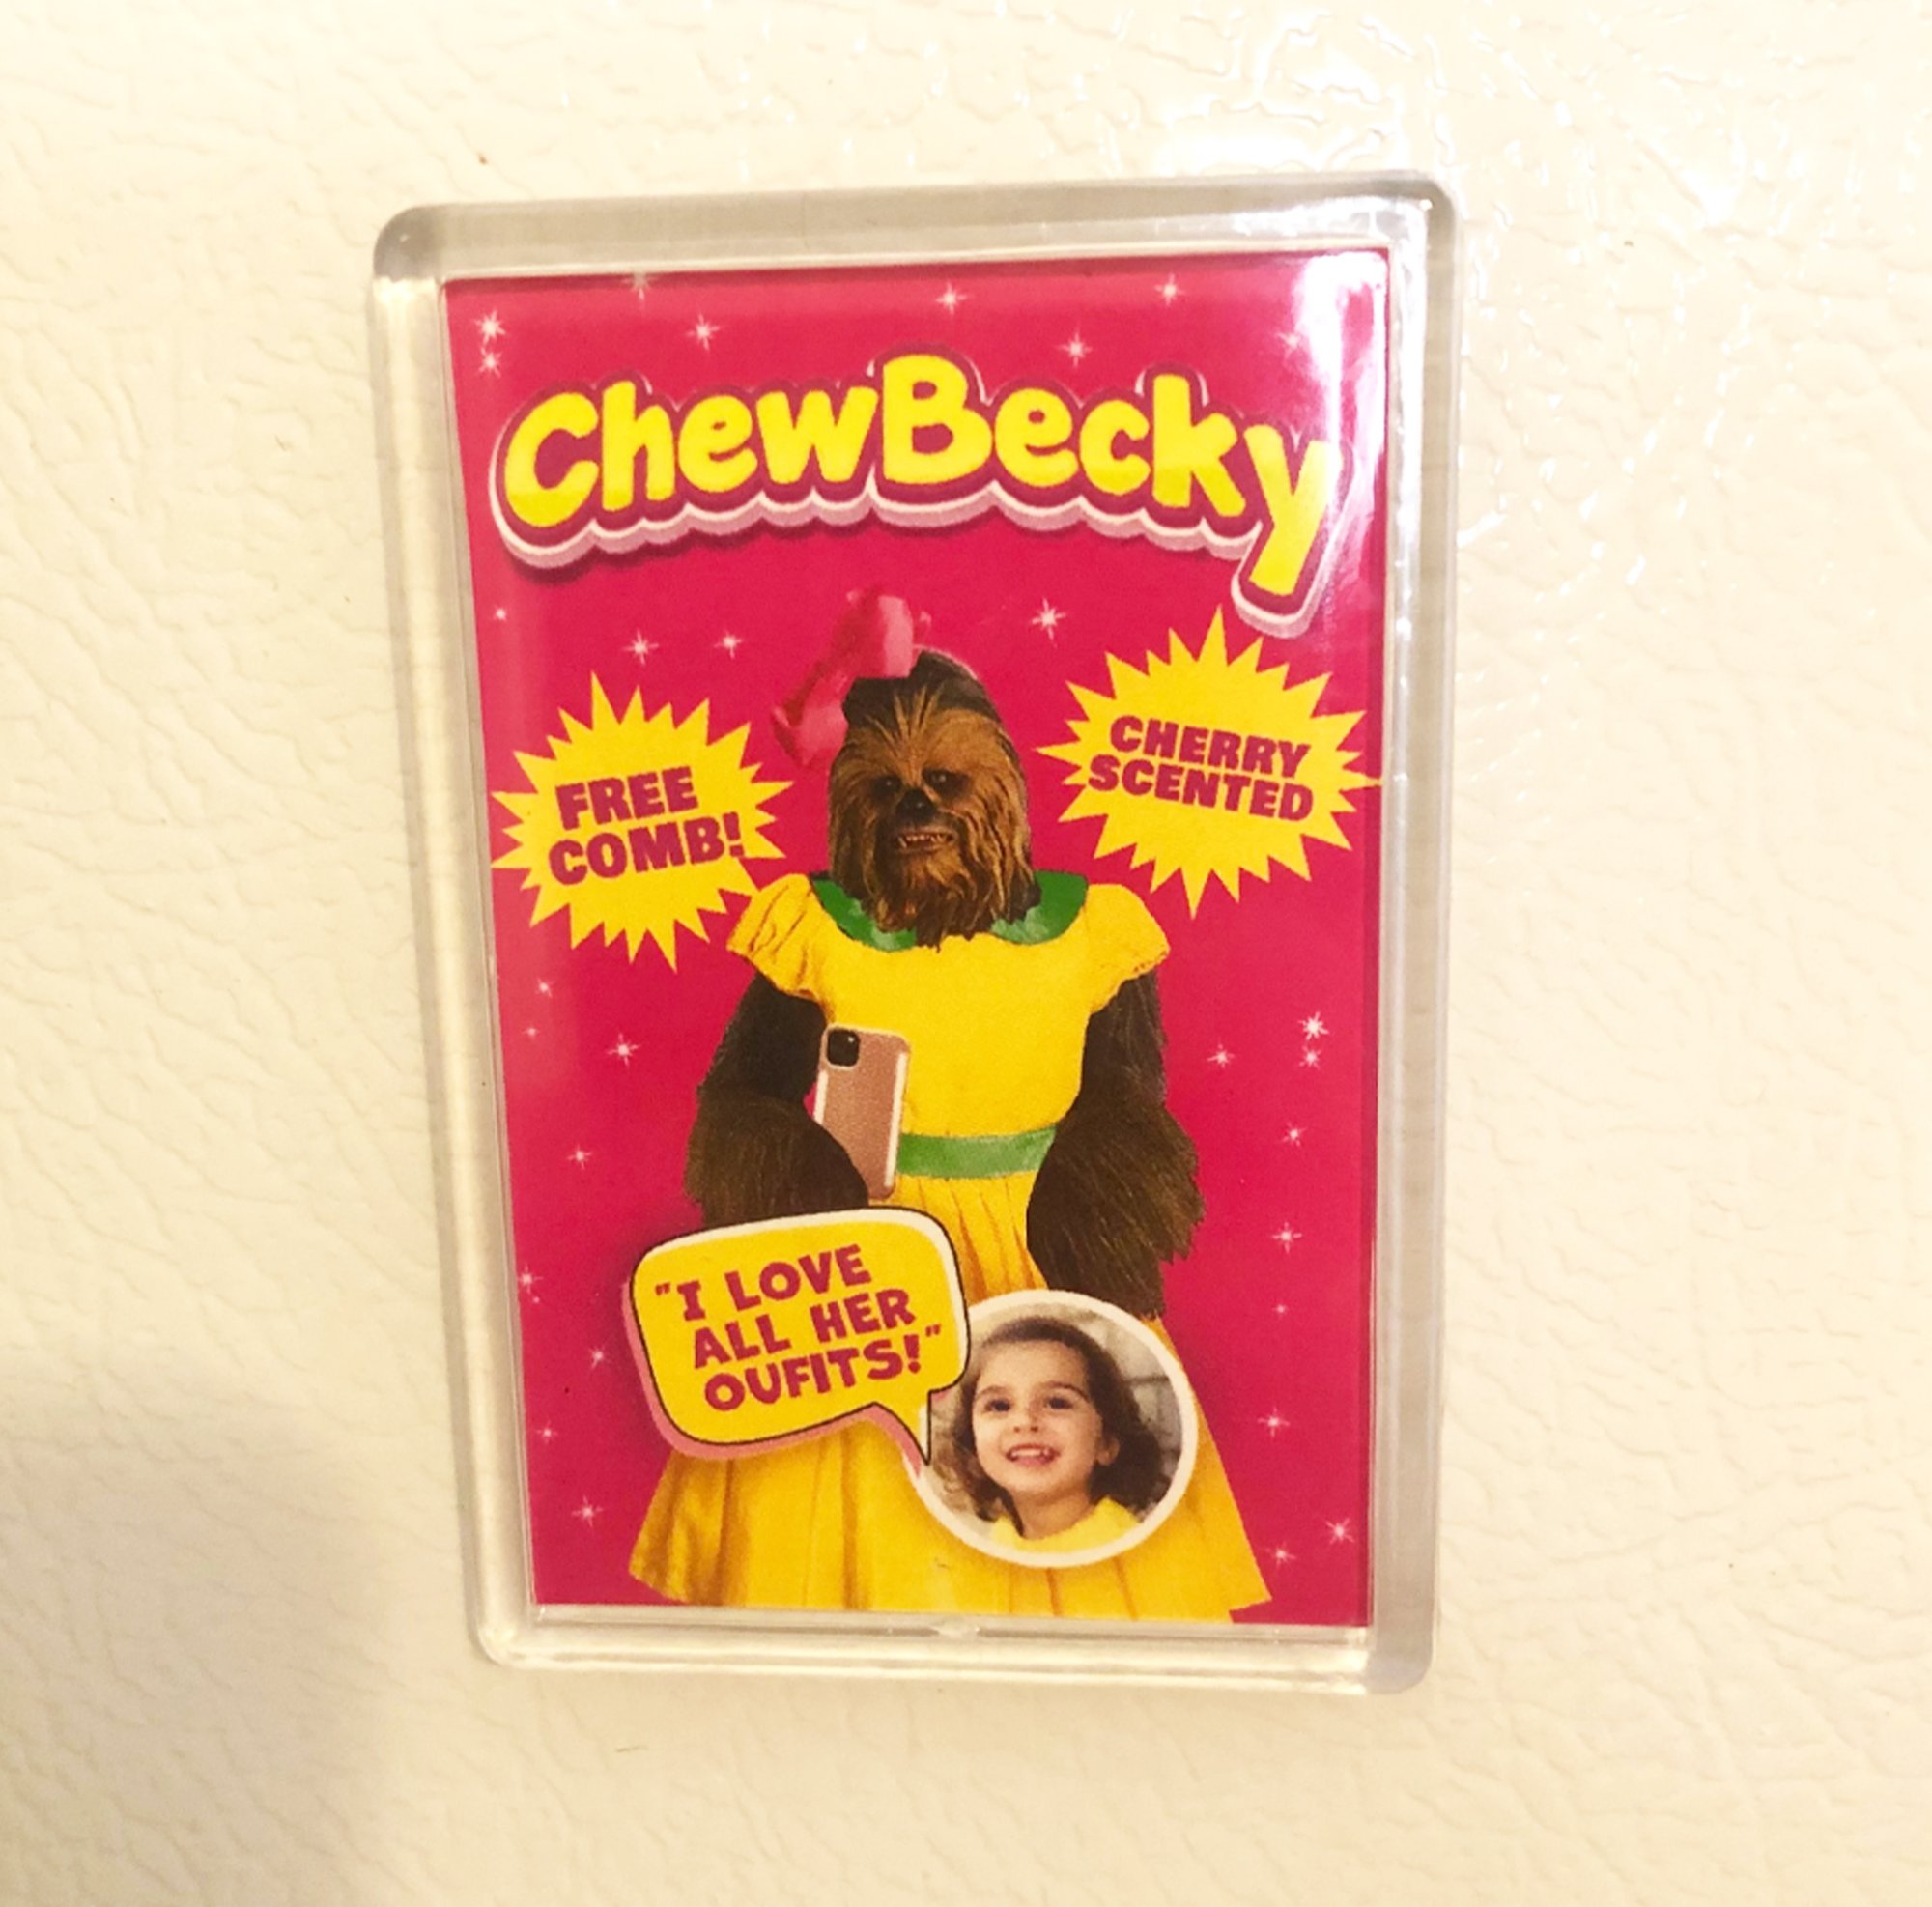 ChewBecky
FREE
COMB!
CHERRY
SCENTED
"I LOVE
ALL HER
OUFITS!"